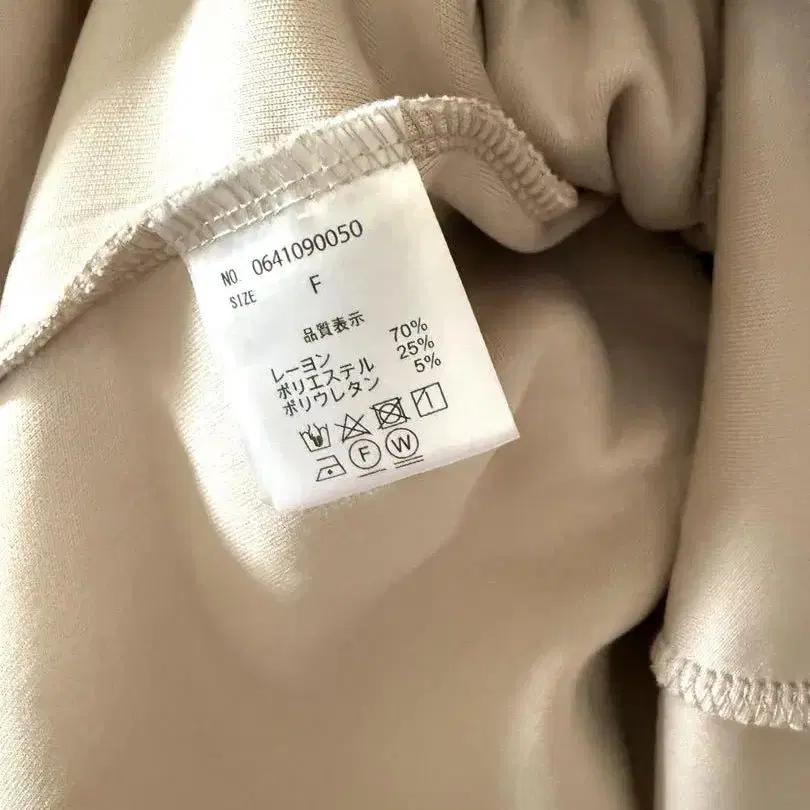 NO. 0641090050
SIZE F
品質表示
レーヨン 70%
ポリエステル 25%
ポリウレタン 5%
F W